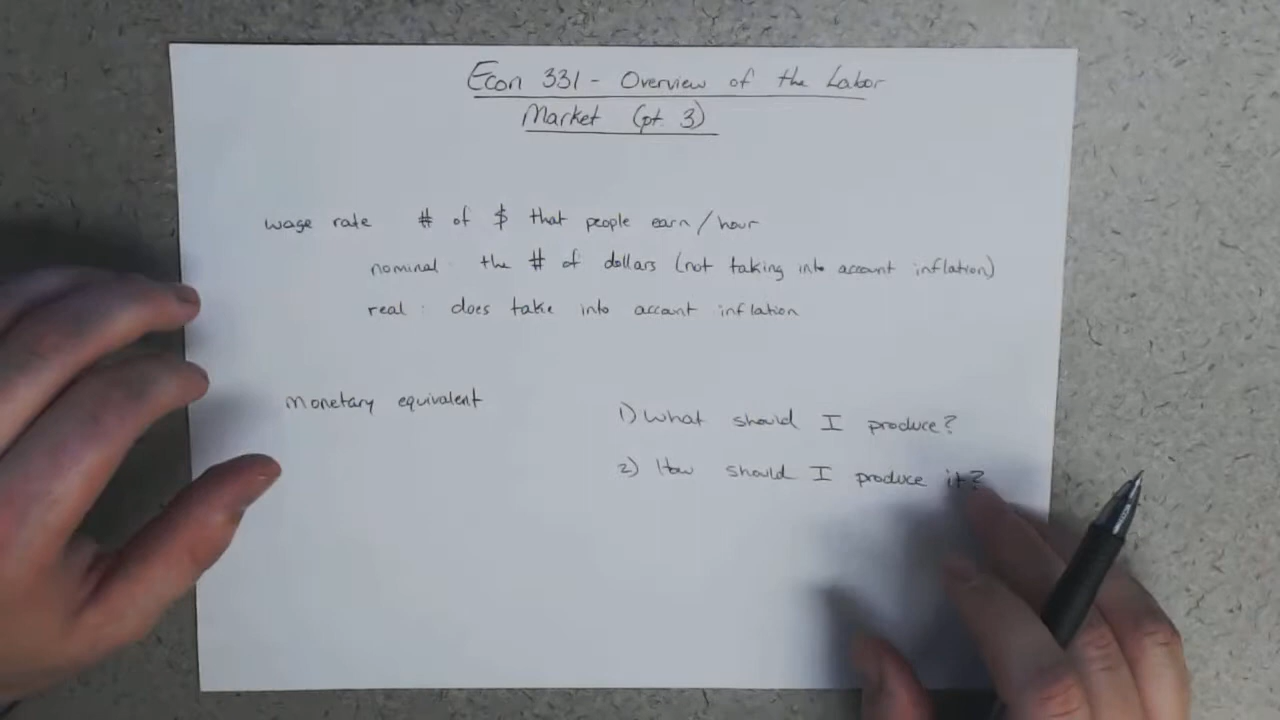 Econ 331 - Overview of the Labor
Market (pt. 3)
wage rate # of $ that people earn/hour
nominal: the # of dollars (not taking into account inflation)
real: does take into account inflation
Monetary equivalent
1) What should I produce?
2) How should I produce it?